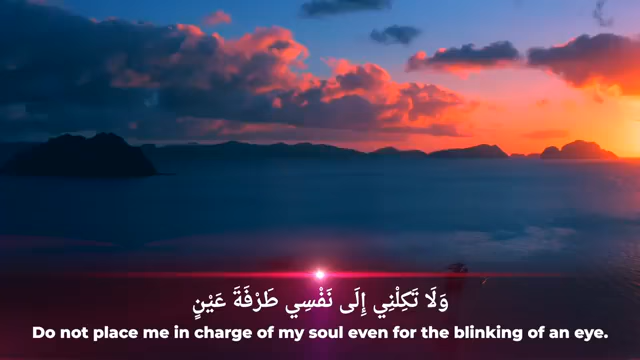 وَلَا تَكِلْنِي إِلَى نَفْسِي طَرْفَةَ عَيْنٍ
Do not place me in charge of my soul even for the blinking of an eye.